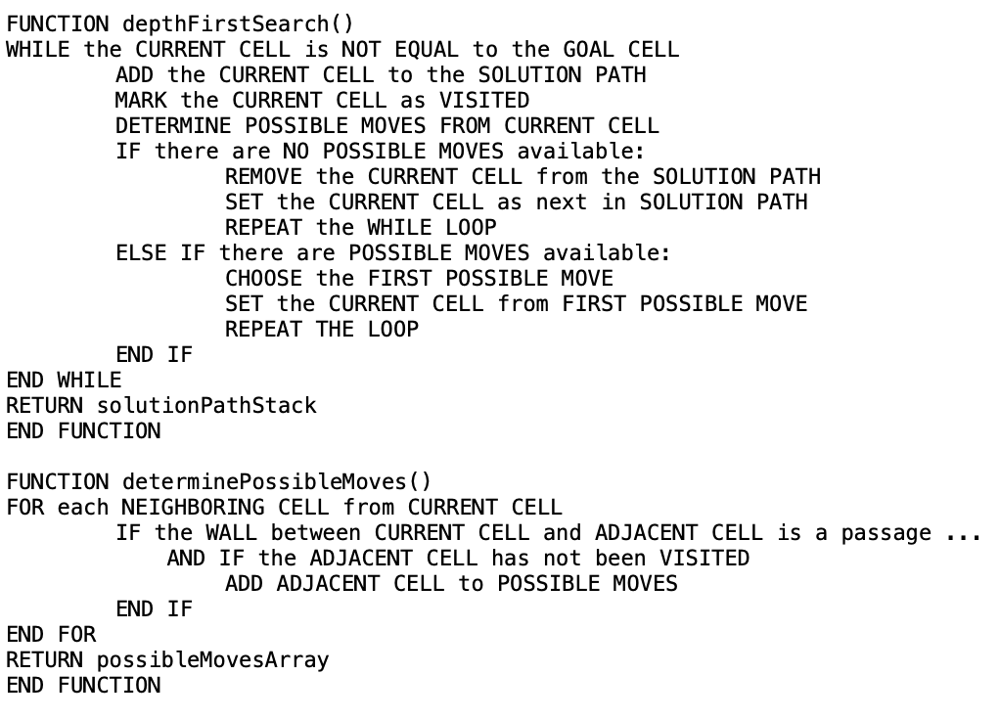 FUNCTION depthFirstSearch()
WHILE the CURRENT CELL is NOT EQUAL to the GOAL CELL
ADD the CURRENT CELL to the SOLUTION PATH
MARK the CURRENT CELL as VISITED
DETERMINE POSSIBLE MOVES FROM CURRENT CELL
IF there are NO POSSIBLE MOVES available:
REMOVE the CURRENT CELL from the SOLUTION PATH
SET the CURRENT CELL as next in SOLUTION PATH
REPEAT the WHILE LOOP
ELSE IF there are POSSIBLE MOVES available:
CHOOSE the FIRST POSSIBLE MOVE
SET the CURRENT CELL from FIRST POSSIBLE MOVE
REPEAT THE LOOP
END IF
END WHILE
RETURN solutionPathStack
END FUNCTION

FUNCTION determinePossibleMoves()
FOR each NEIGHBORING CELL from CURRENT CELL
IF the WALL between CURRENT CELL and ADJACENT CELL is a passage ...
AND IF the ADJACENT CELL has not been VISITED
ADD ADJACENT CELL to POSSIBLE MOVES
END IF
END FOR
RETURN possibleMovesArray
END FUNCTION